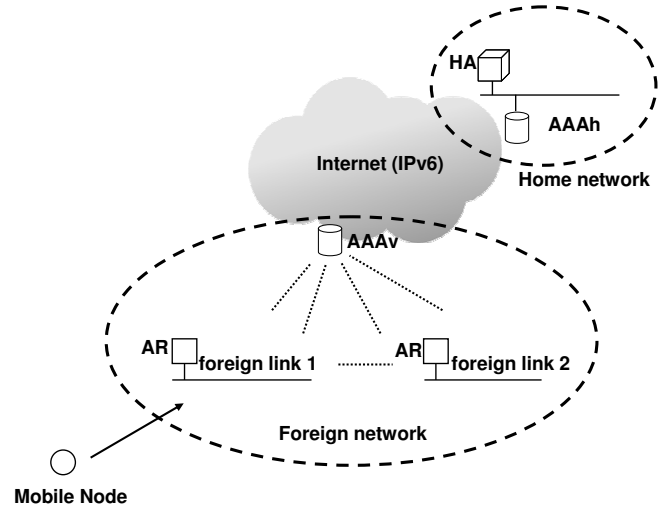 HA
AAAh
Internet (IPv6)
Home network
AAAv
AR
foreign link 1
AR
foreign link 2
Foreign network
Mobile Node